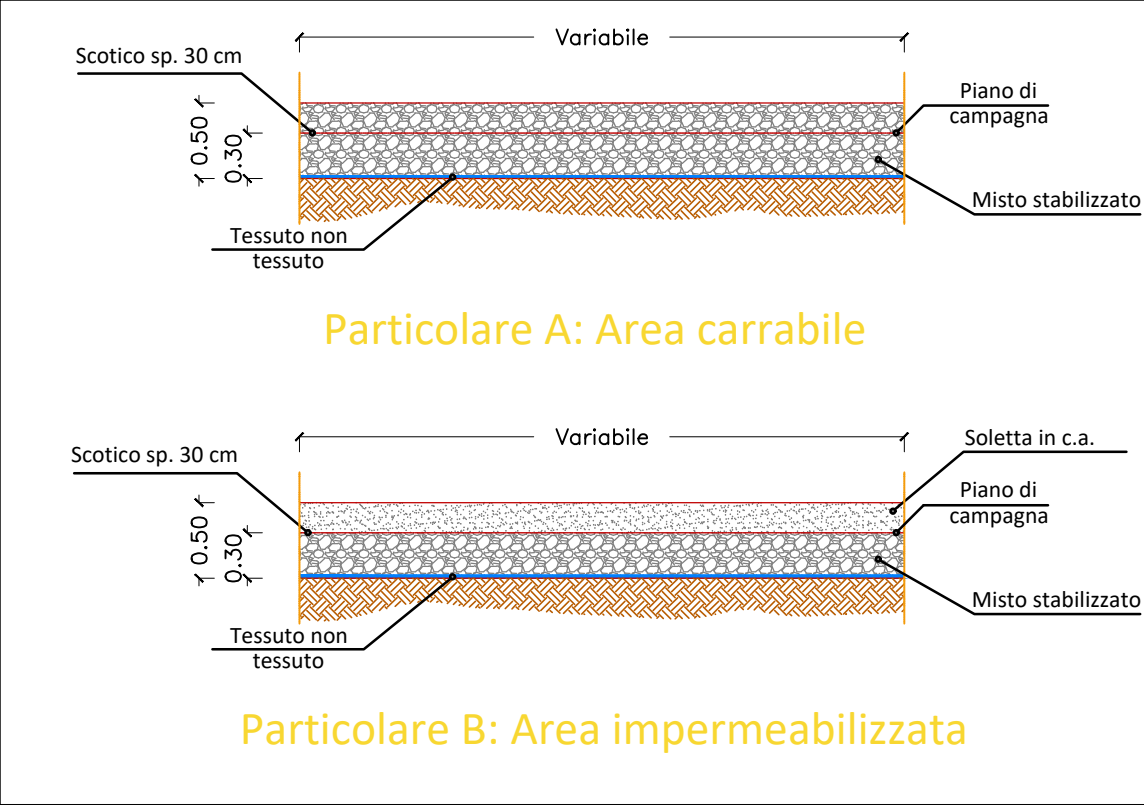 Variabile
Scotico sp. 30 cm
Piano di
campagna
0.50
0.30
Misto stabilizzato
Tessuto non
tessuto
Particolare A: Area carrabile
Variabile
Soletta in c.a.
Scotico sp. 30 cm
Piano di
campagna
0.50
0.30
Misto stabilizzato
Tessuto non
tessuto
Particolare B: Area impermeabilizzata